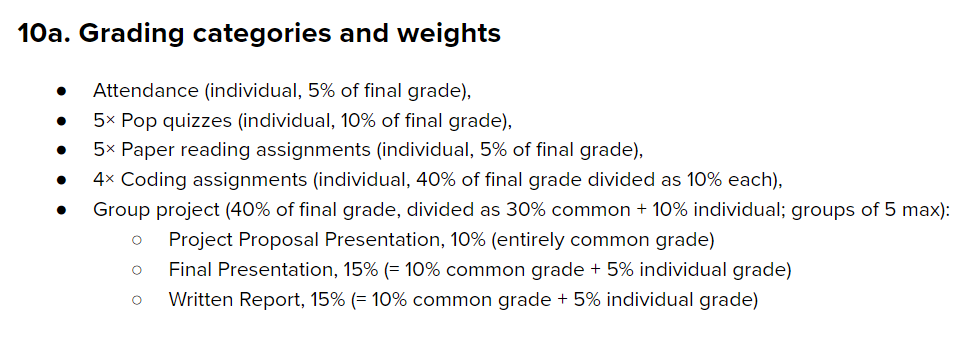 10a. Grading categories and weights
● Attendance (individual, 5% of final grade),
● 5× Pop quizzes (individual, 10% of final grade),
● 5× Paper reading assignments (individual, 5% of final grade),
● 4× Coding assignments (individual, 40% of final grade divided as 10% each),
● Group project (40% of final grade, divided as 30% common + 10% individual; groups of 5 max):
○ Project Proposal Presentation, 10% (entirely common grade)
○ Final Presentation, 15% (= 10% common grade + 5% individual grade)
○ Written Report, 15% (= 10% common grade + 5% individual grade)